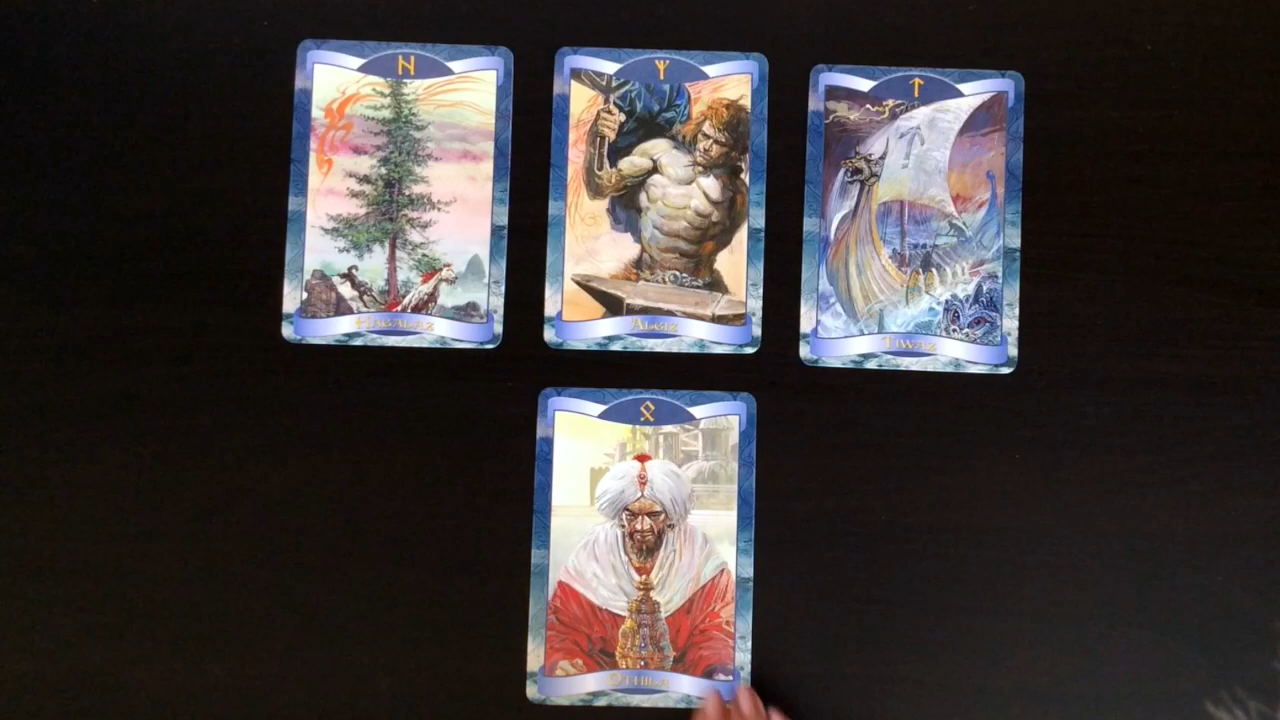 ᚺ
ᛉ
ᛏ
HAGALAZ
ALGIZ
TIWAZ
ᛟ
OTHILA